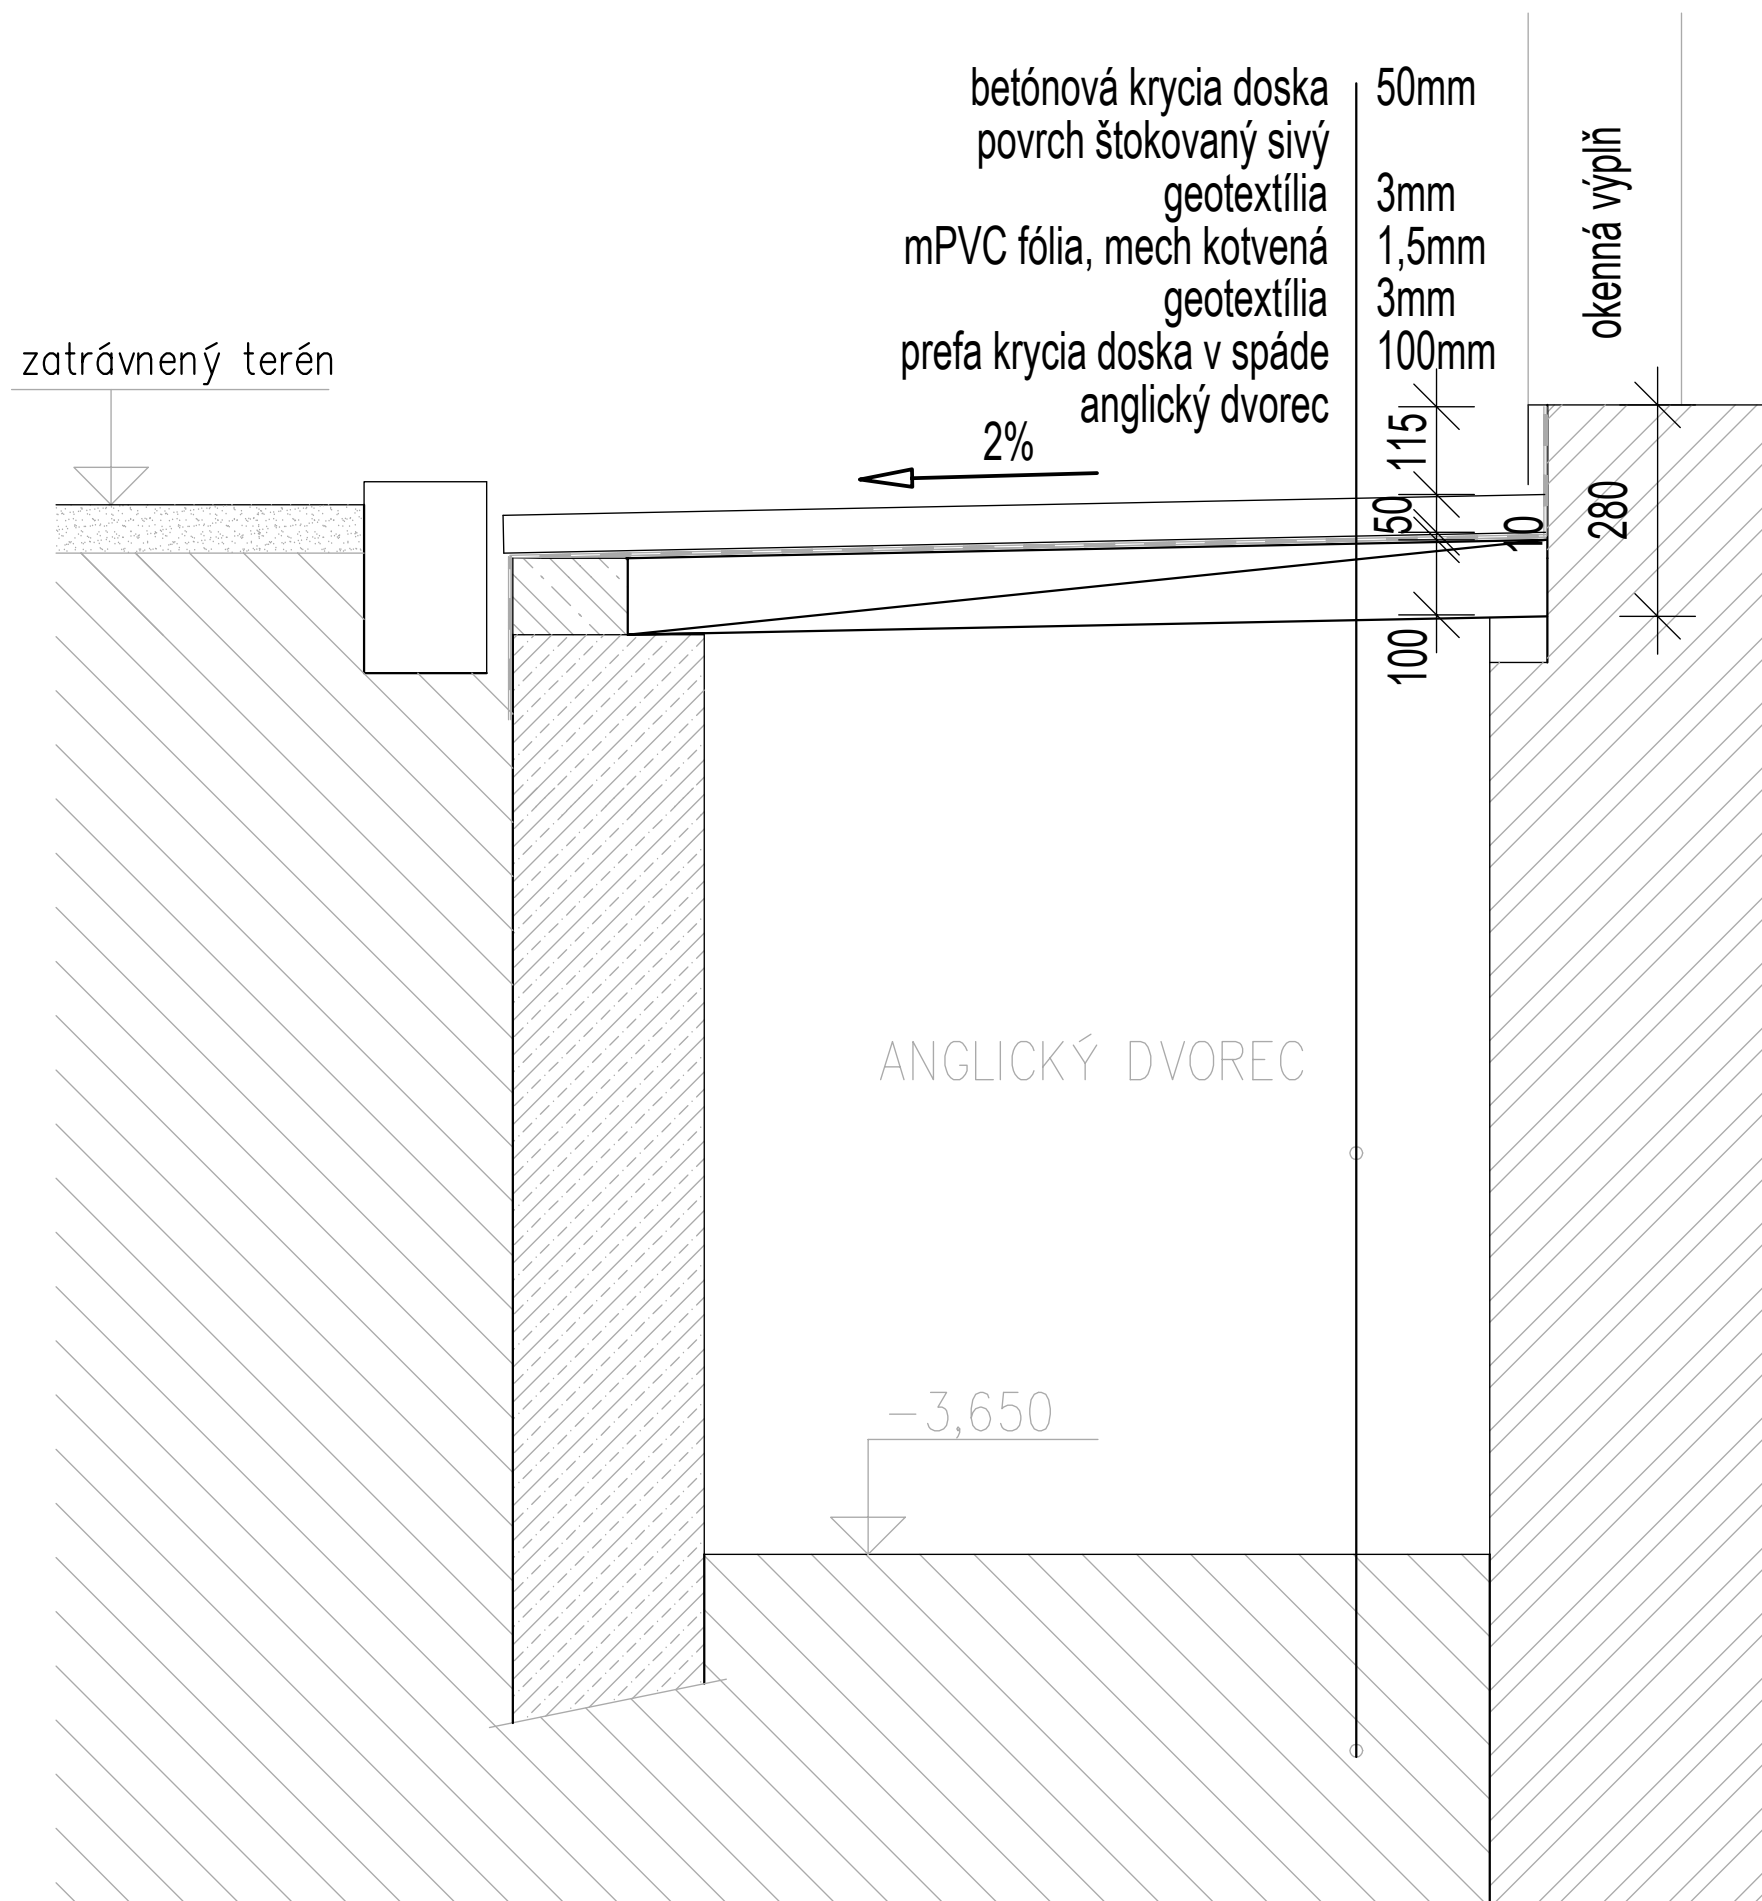 betónová krycia doska 50mm
povrch štokovaný sivý
geotextília 3mm
mPVC fólia, mech kotvená 1,5mm
geotextília 3mm
prefa krycia doska v spáde 100mm
anglický dvorec
okenná výplň
zatrávnený terén
2%
115
50
10
280
100
ANGLICKÝ DVOREC
-3,650